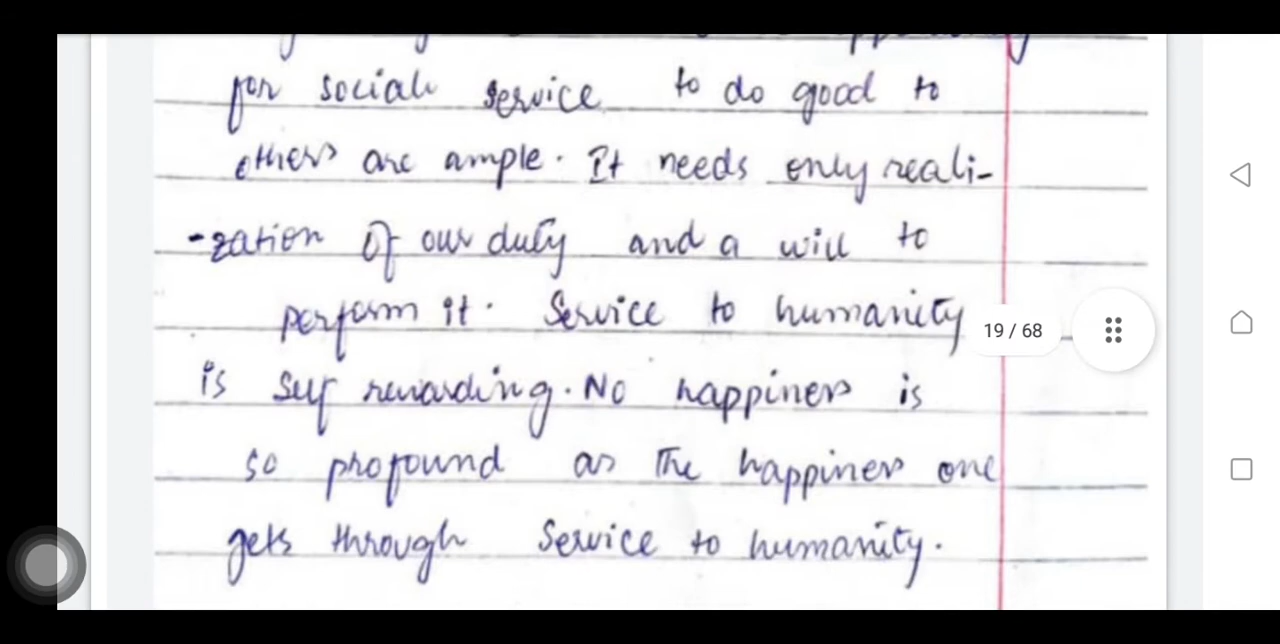 for social service to do good to
others are ample. It needs only reali-
-zation of our duty and a will to
perform it. Service to humanity
19 / 68
is self rewarding. No happiness is
so profound as the happiness one
gets through Service to humanity.